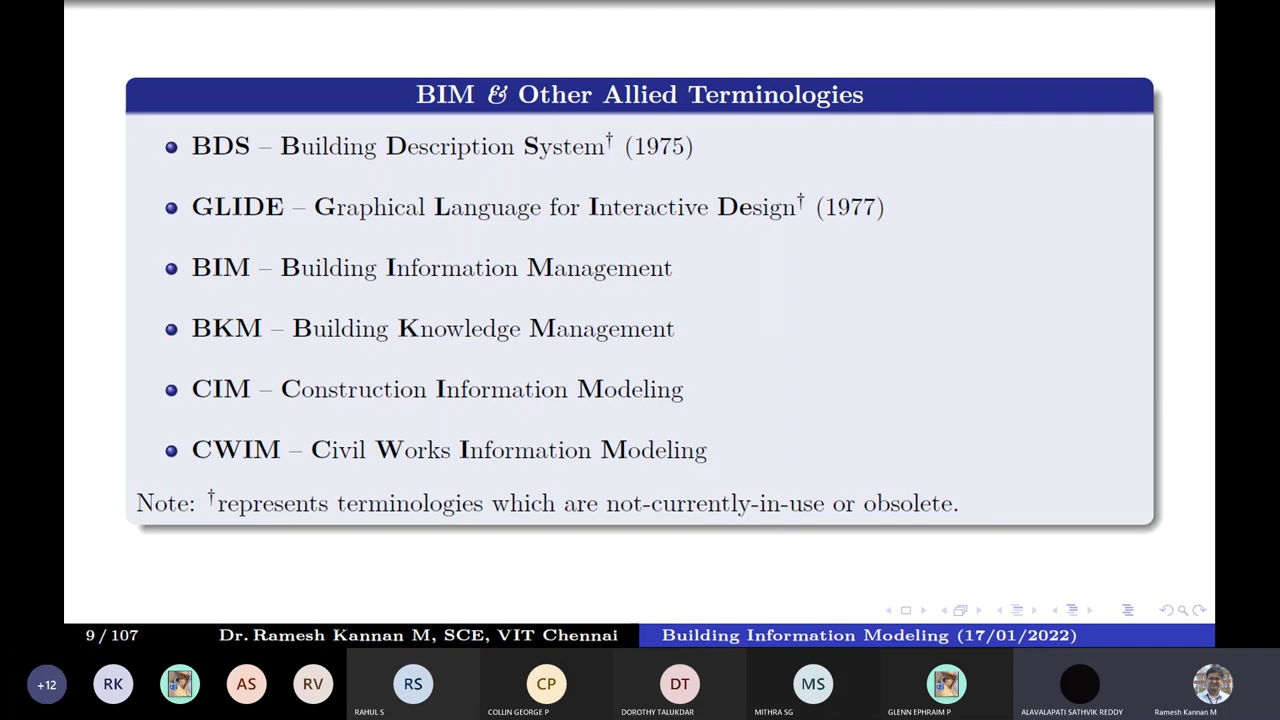 BIM & Other Allied Terminologies
BDS – Building Description System† (1975)
GLIDE – Graphical Language for Interactive Design† (1977)
BIM – Building Information Management
BKM – Building Knowledge Management
CIM – Construction Information Modeling
CWIM – Civil Works Information Modeling
Note: †represents terminologies which are not-currently-in-use or obsolete.
9 / 107 Dr. Ramesh Kannan M, SCE, VIT Chennai Building Information Modeling (17/01/2022)
+12 RK AS RV RS CP DT MS
RAHUL S COLLIN GEORGE P DOROTHY TALUKDAR MITHRA SG GLENN EPHRAIM P ALAVALAPATI SATHVIK REDDY Ramesh Kannan M